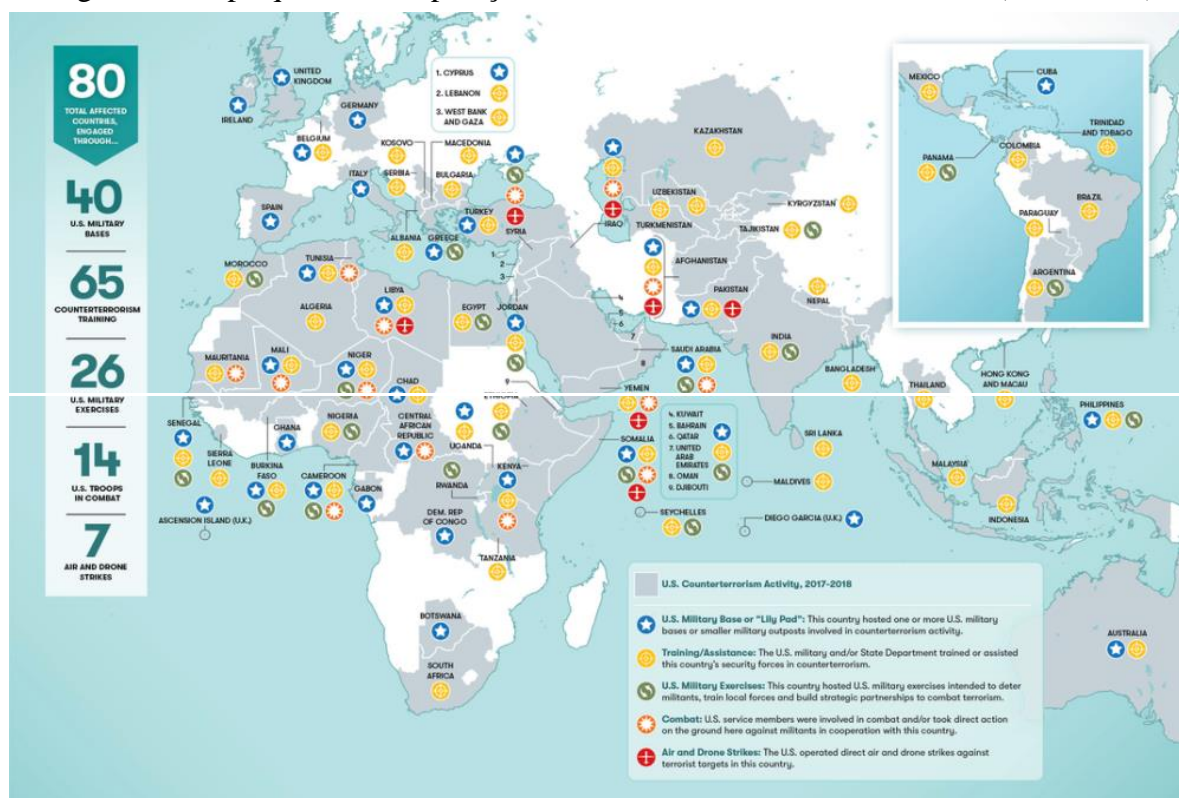 80
TOTAL AFFECTED
COUNTRIES,
ENGAGED
THROUGH...
40
U.S. MILITARY
BASES
65
COUNTERTERRORISM
TRAINING
26
U.S. MILITARY
EXERCISES
14
U.S. TROOPS
IN COMBAT
7
AIR AND DRONE
STRIKES
UNITED
KINGDOM
IRELAND
GERMANY
BELGIUM
ITALY
SPAIN
KOSOVO
MACEDONIA
SERBIA
BULGARIA
ALBANIA
GREECE
TURKEY
SYRIA
1. CYPRUS
2. LEBANON
3. WEST BANK
AND GAZA
1
2
3
4
5
6
7
8
9
KAZAKHSTAN
UZBEKISTAN
TURKMENISTAN
KYRGYZSTAN
TAJIKISTAN
IRAQ
AFGHANISTAN
PAKISTAN
NEPAL
INDIA
BANGLADESH
THAILAND
HONG KONG
AND MACAU
PHILIPPINES
SRI LANKA
MALDIVES
MALAYSIA
INDONESIA
AUSTRALIA
MOROCCO
TUNISIA
ALGERIA
LIBYA
EGYPT
JORDAN
SAUDI ARABIA
YEMEN
MAURITANIA
MALI
NIGER
CHAD
SENEGAL
SIERRA
LEONE
GHANA
BURKINA
FASO
NIGERIA
CAMEROON
GABON
CENTRAL
AFRICAN
REPUBLIC
ETHIOPIA
UGANDA
KENYA
RWANDA
SOMALIA
DEM. REP
OF CONGO
TANZANIA
SEYCHELLES
BOTSWANA
SOUTH
AFRICA
ASCENSION ISLAND (U.K.)
DIEGO GARCIA (U.K.)
4. KUWAIT
5. BAHRAIN
6. QATAR
7. UNITED
ARAB
EMIRATES
8. OMAN
9. DJIBOUTI
MEXICO
CUBA
TRINIDAD
AND TOBAGO
PANAMA
COLOMBIA
BRAZIL
PARAGUAY
ARGENTINA
U.S. Counterterrorism Activity, 2017-2018
U.S. Military Base or "Lily Pad": This country hosted one or more U.S. military
bases or smaller military outposts involved in counterterrorism activity.
Training/Assistance: The U.S. military and/or State Department trained or assisted
this country's security forces in counterterrorism.
U.S. Military Exercises: This country hosted U.S. military exercises intended to deter
militants, train local forces and build strategic partnerships to combat terrorism.
Combat: U.S. service members were involved in combat and/or took direct action
on the ground here against militants in cooperation with this country.
Air and Drone Strikes: The U.S. operated direct air and drone strikes against
terrorist targets in this country.